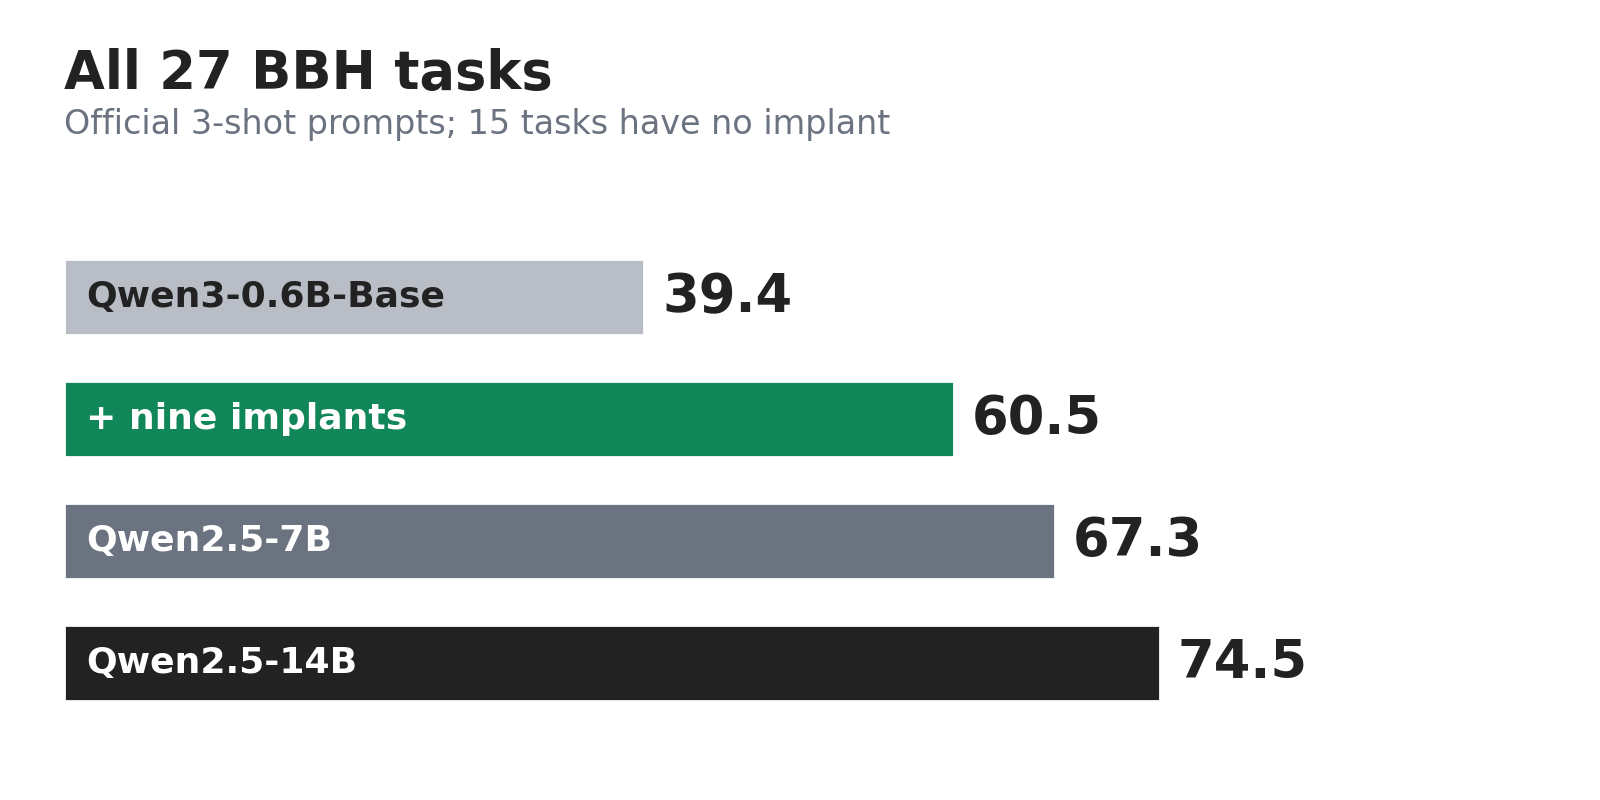 All 27 BBH tasks
Official 3-shot prompts; 15 tasks have no implant
Qwen3-0.6B-Base 39.4
+ nine implants 60.5
Qwen2.5-7B 67.3
Qwen2.5-14B 74.5